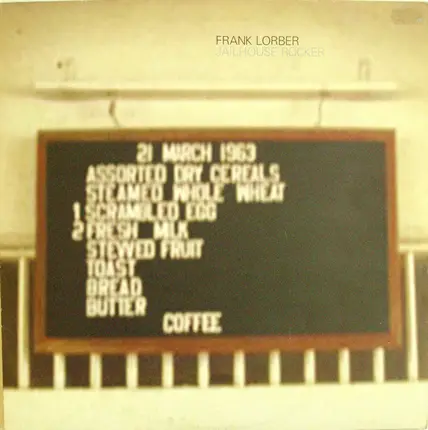 FRANK LORBER
JAILHOUSE ROCKER
21 MARCH 1963
ASSORTED DRY CEREALS
STEAMED WHOLE WHEAT
1 SCRAMBLED EGG
2 FRESH MILK
STEWED FRUIT
TOAST
BREAD
BUTTER
COFFEE